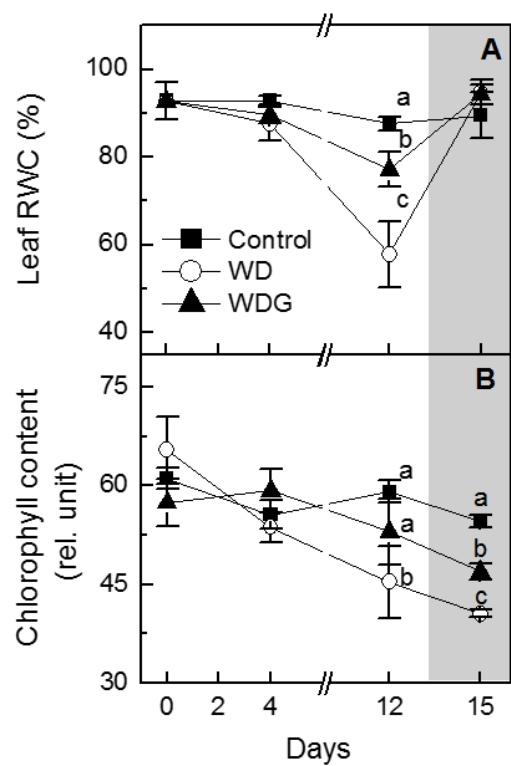 A
100
80
60
40
Leaf RWC (%)
a
b
c
Control
WD
WDG
B
75
60
45
30
Chlorophyll content
(rel. unit)
a
a
b
a
b
c
0 2 4 12 15
Days